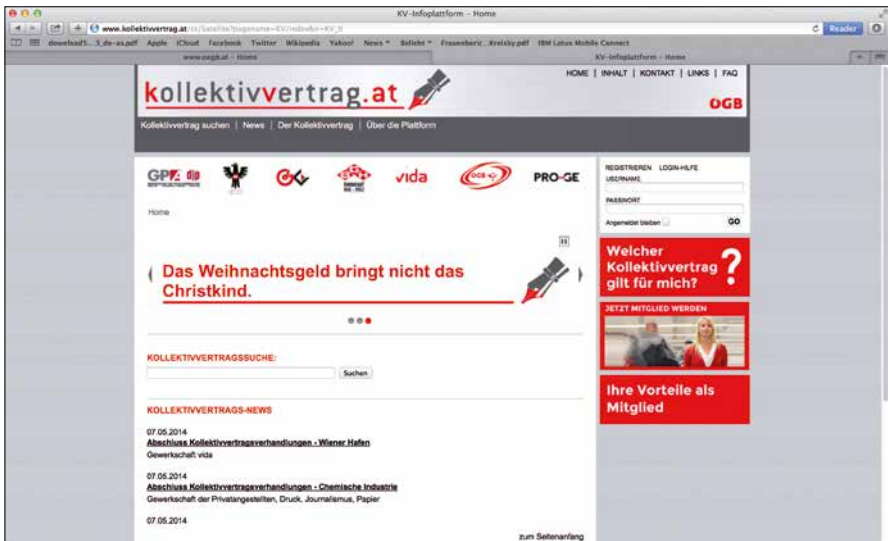 KV-Infoplattform - Home
www.kollektivvertrag.at
Reader
Apple iCloud Facebook Twitter Wikipedia Yahoo! News Beliebt IBM Lotus Mobile Connect
www.oegb.at - Home
KV-Infoplattform - Home
kollektivvertrag.at
HOME | INHALT | KONTAKT | LINKS | FAQ
ÖGB
Kollektivvertrag suchen | News | Der Kollektivvertrag | Über die Plattform
GPA djp
vida
PRO-GE
REGISTRIEREN LOGIN-HILFE
USERNAME
PASSWORT
Angemeldet bleiben GO
Home
Das Weihnachtsgeld bringt nicht das
Christkind.
Welcher
Kollektivvertrag
gilt für mich?
?
JETZT MITGLIED WERDEN
Ihre Vorteile als
Mitglied
KOLLEKTIVVERTRAGSSUCHE:
Suchen
KOLLEKTIVVERTRAGS-NEWS
07.05.2014
Abschluss Kollektivvertragsverhandlungen - Wiener Hafen
Gewerkschaft vida
07.05.2014
Abschluss Kollektivvertragsverhandlungen - Chemische Industrie
Gewerkschaft der Privatangestellten, Druck, Journalismus, Papier
07.05.2014
zum Seitenanfang